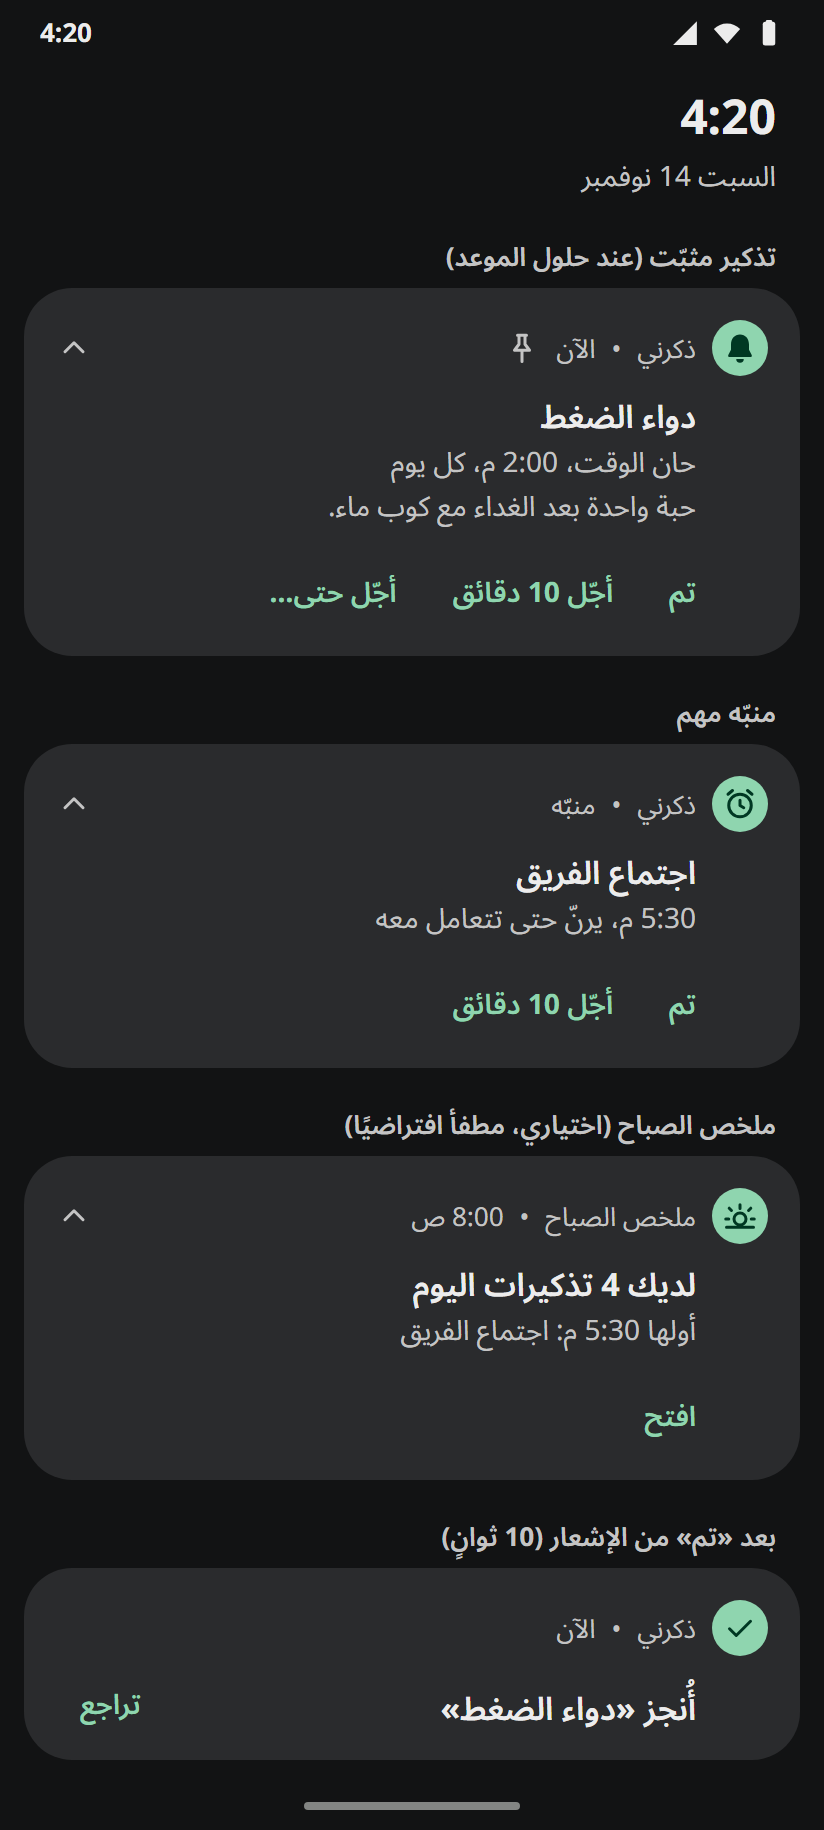 4:20
4:20
السبت 14 نوفمبر
تذكير مثبّت (عند حلول الموعد)
ذكرني • الآن
دواء الضغط
حان الوقت، 2:00 م، كل يوم
حبة واحدة بعد الغداء مع كوب ماء.
تم أجّل 10 دقائق أجّل حتى...
منبّه مهم
ذكرني • منبّه
اجتماع الفريق
5:30 م، يرنّ حتى تتعامل معه
تم أجّل 10 دقائق
ملخص الصباح (اختياري، مطفأ افتراضيًا)
ملخص الصباح • 8:00 ص
لديك 4 تذكيرات اليوم
أولها 5:30 م: اجتماع الفريق
افتح
بعد «تم» من الإشعار (10 ثوانٍ)
ذكرني • الآن
أُنجز «دواء الضغط» تراجع